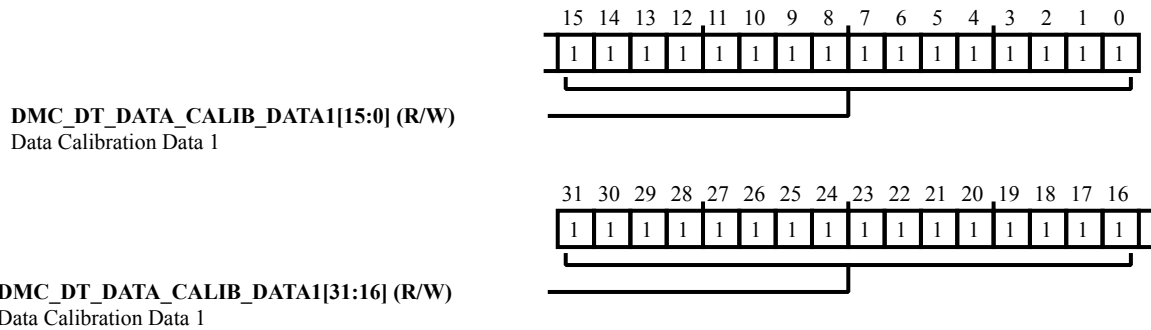 15 14 13 12 11 10 9 8 7 6 5 4 3 2 1 0
1 1 1 1 1 1 1 1 1 1 1 1 1 1 1 1
DMC_DT_DATA_CALIB_DATA1[15:0] (R/W)
Data Calibration Data 1
31 30 29 28 27 26 25 24 23 22 21 20 19 18 17 16
1 1 1 1 1 1 1 1 1 1 1 1 1 1 1 1
DMC_DT_DATA_CALIB_DATA1[31:16] (R/W)
Data Calibration Data 1